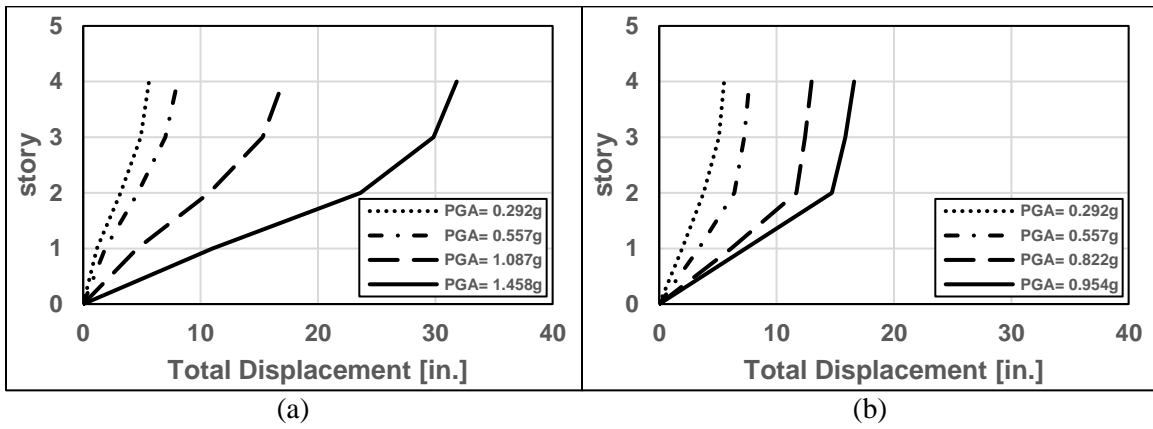 5
4
3
2
1
0
story
PGA= 0.292g
PGA= 0.557g
PGA= 1.087g
PGA= 1.458g
0 10 20 30 40
Total Displacement [in.]
(a)
5
4
3
2
1
0
story
PGA= 0.292g
PGA= 0.557g
PGA= 0.822g
PGA= 0.954g
0 10 20 30 40
Total Displacement [in.]
(b)